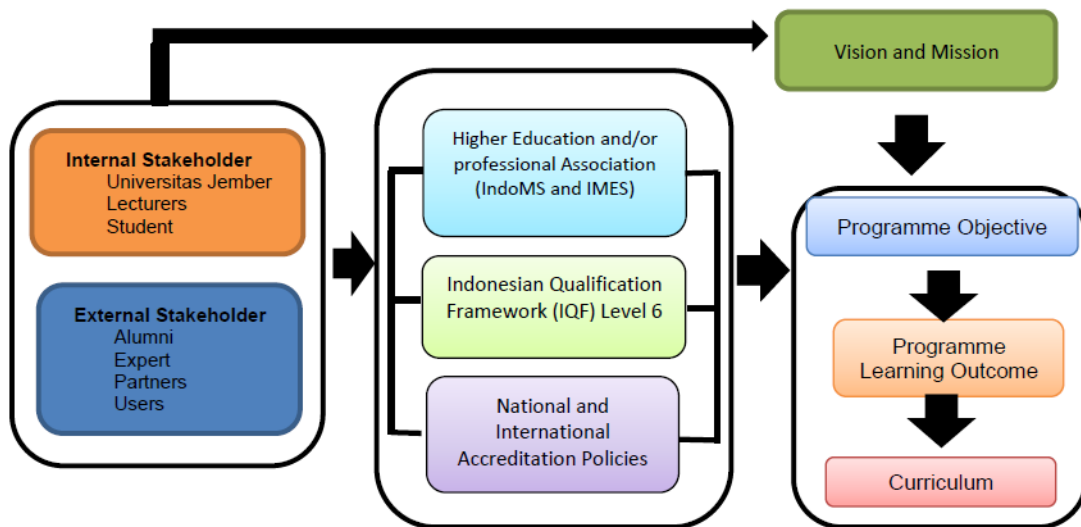 Vision and Mission
Internal Stakeholder
Universitas Jember
Lecturers
Student
External Stakeholder
Alumni
Expert
Partners
Users
Higher Education and/or
professional Association
(IndoMS and IMES)
Indonesian Qualification
Framework (IQF) Level 6
National and
International
Accreditation Policies
Programme Objective
Programme
Learning Outcome
Curriculum